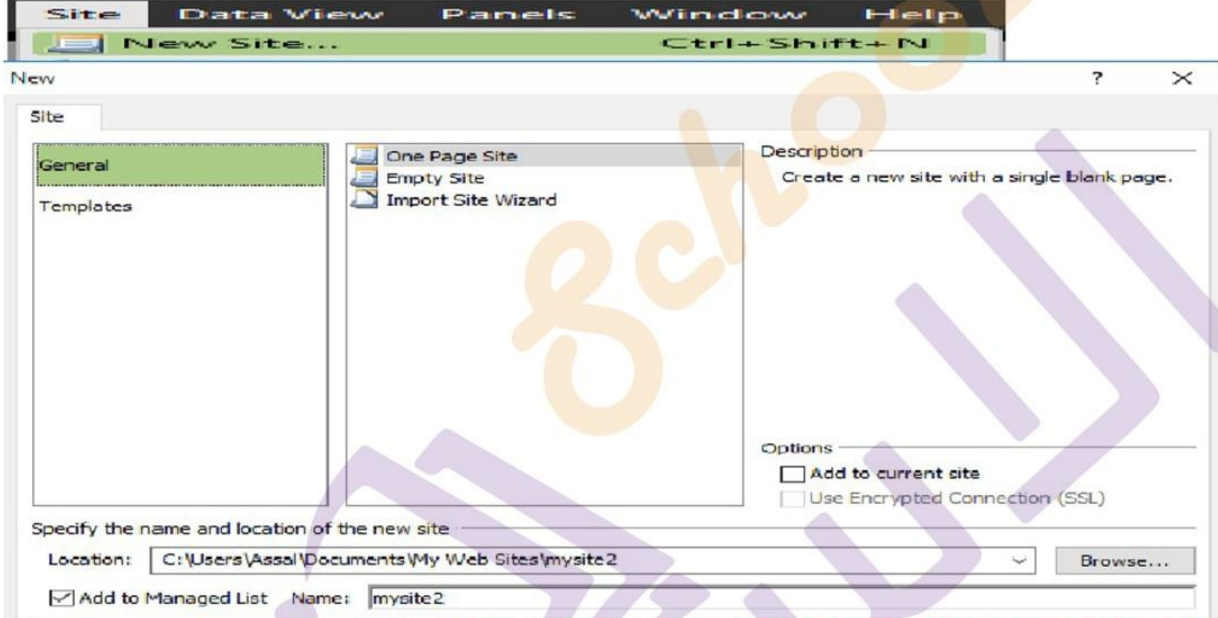 Site Data View Panels Window Help
New Site... Ctrl+Shift+N
New ? ×
Site
General
Templates
One Page Site
Empty Site
Import Site Wizard
Description
Create a new site with a single blank page.
Options
Add to current site
Use Encrypted Connection (SSL)
Specify the name and location of the new site
Location: C:\Users\Assal\Documents\My Web Sites\mysite2 Browse...
Add to Managed List Name: mysite2
School